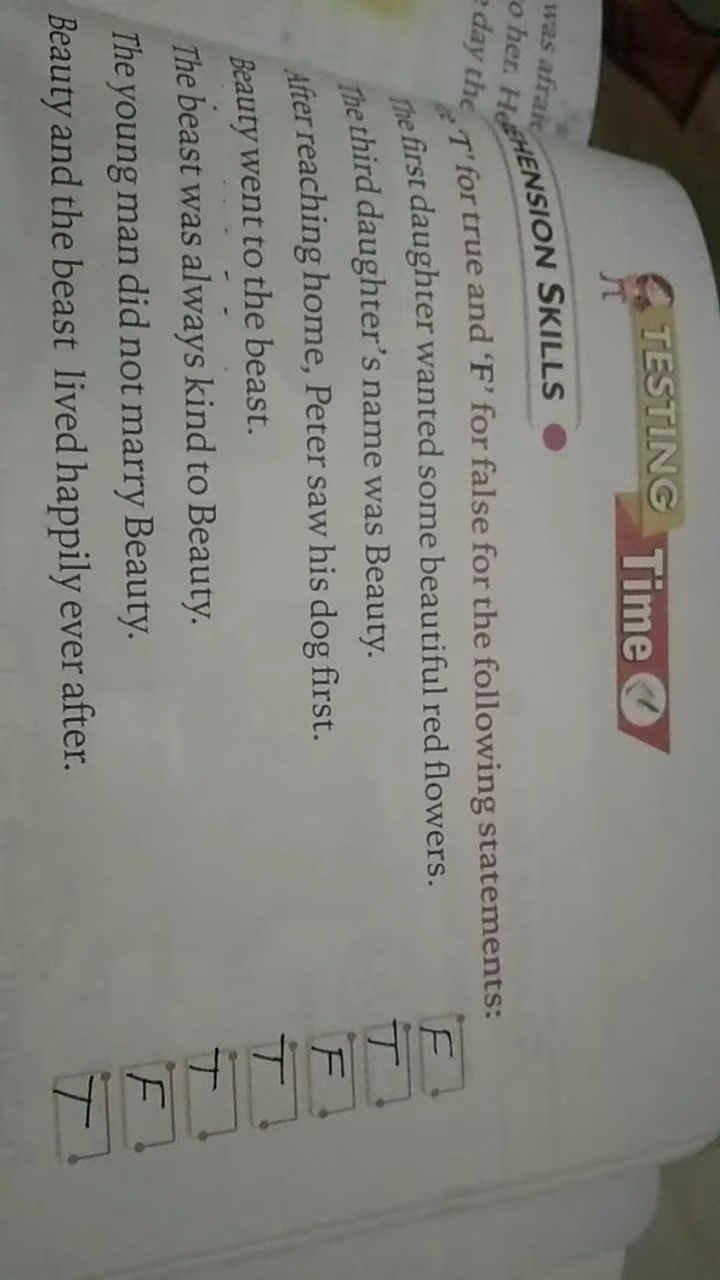 was afraid
o her. He
day the
TESTING Time
HENSION SKILLS
'T' for true and 'F' for false for the following statements:
The first daughter wanted some beautiful red flowers. F
The third daughter's name was Beauty. T
After reaching home, Peter saw his dog first. F
Beauty went to the beast. T
The beast was always kind to Beauty. T
The young man did not marry Beauty. F
Beauty and the beast lived happily ever after. T